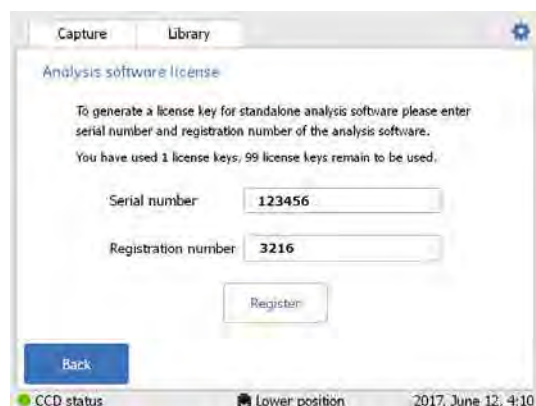 Capture Library
Analysis software license
To generate a license key for standalone analysis software please enter
serial number and registration number of the analysis software.
You have used 1 license keys, 99 license keys remain to be used.
Serial number 123456
Registration number 3216
Register
Back
CCD status Lower position 2017, June 12, 4:10